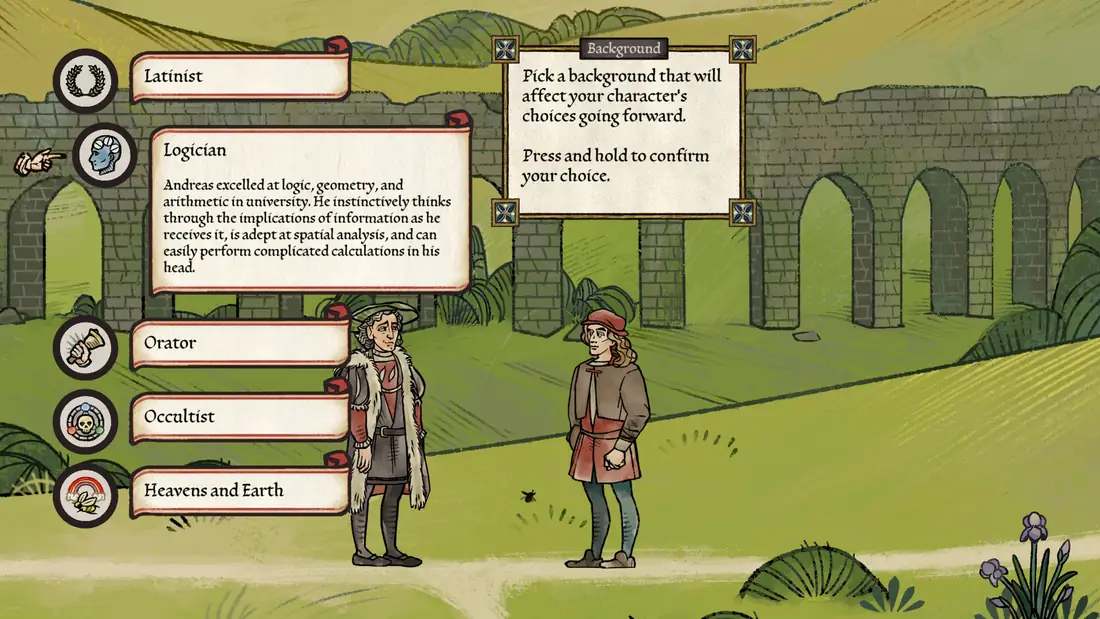 Latinist
Logician
Andreas excelled at logic, geometry, and
arithmetic in university. He instinctively thinks
through the implications of information as he
receives it, is adept at spatial analysis, and can
easily perform complicated calculations in his
head.
Orator
Occultist
Heavens and Earth
Background
Pick a background that will
affect your character's
choices going forward.
Press and hold to confirm
your choice.